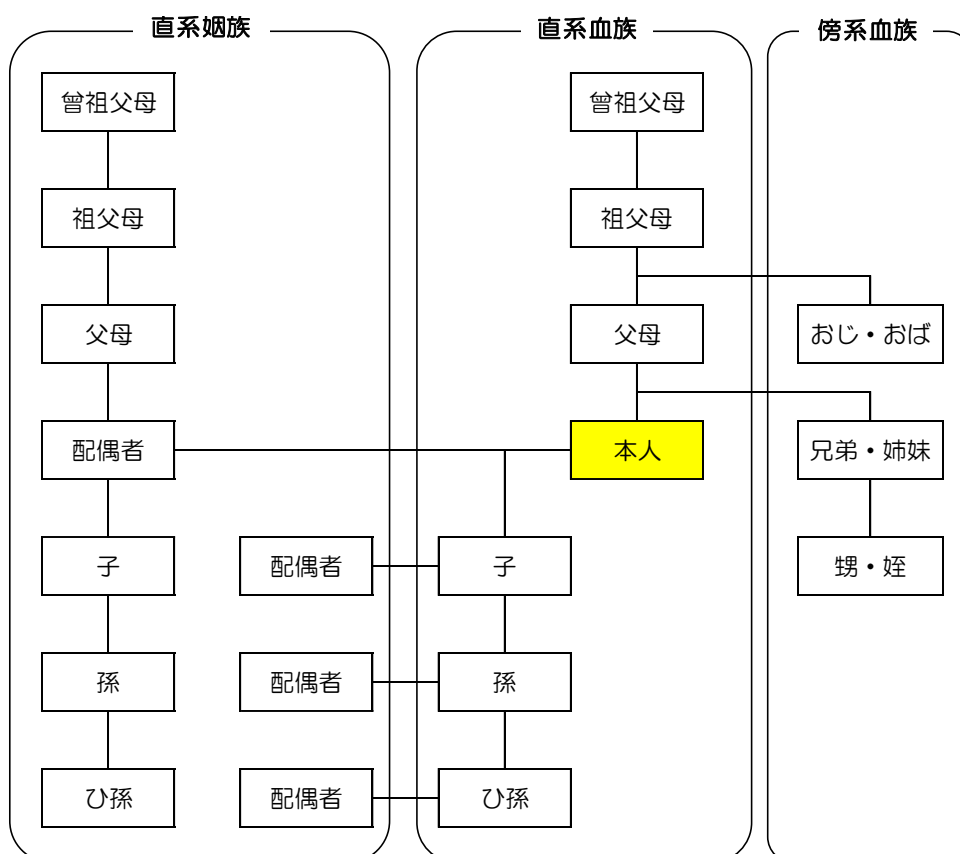 直系姻族 直系血族 傍系血族
曾祖父母 曾祖父母
祖父母 祖父母
父母 父母 おじ・おば
配偶者 本人 兄弟・姉妹
子 配偶者 子 甥・姪
孫 配偶者 孫
ひ孫 配偶者 ひ孫